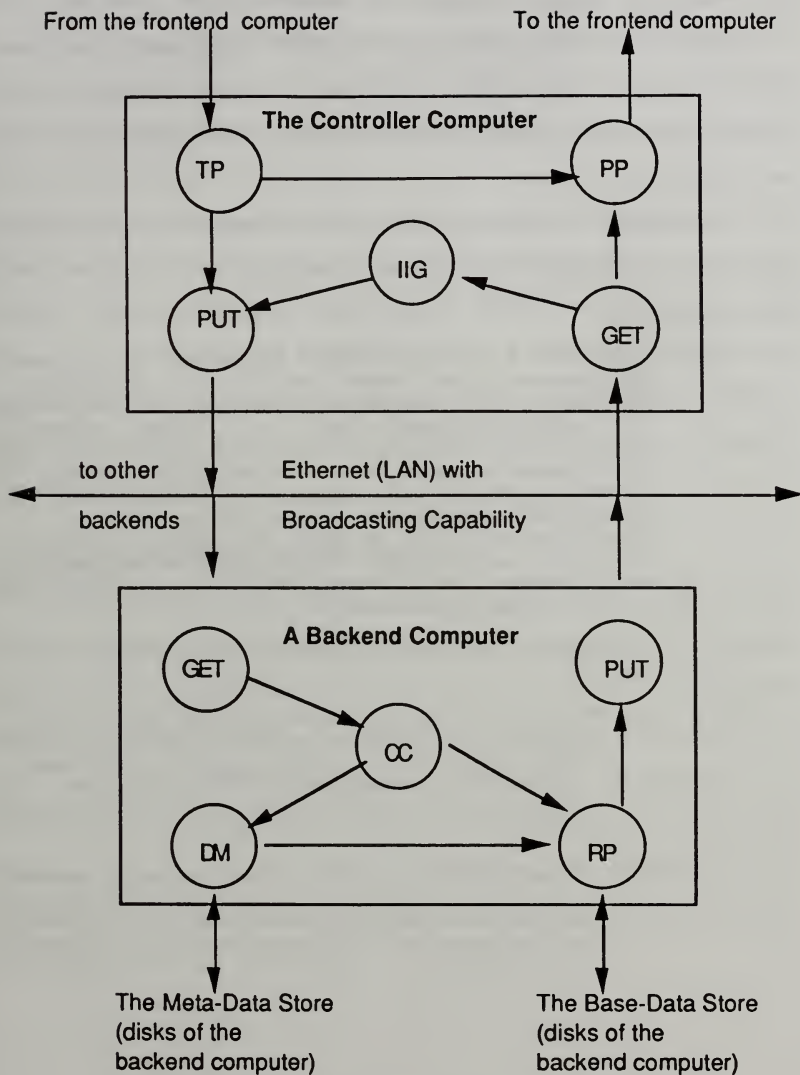 From the frontend computer
To the frontend computer
The Controller Computer
TP
PP
IIG
PUT
GET
to other
backends
Ethernet (LAN) with
Broadcasting Capability
A Backend Computer
GET
PUT
CC
DM
RP
The Meta-Data Store
(disks of the
backend computer)
The Base-Data Store
(disks of the
backend computer)